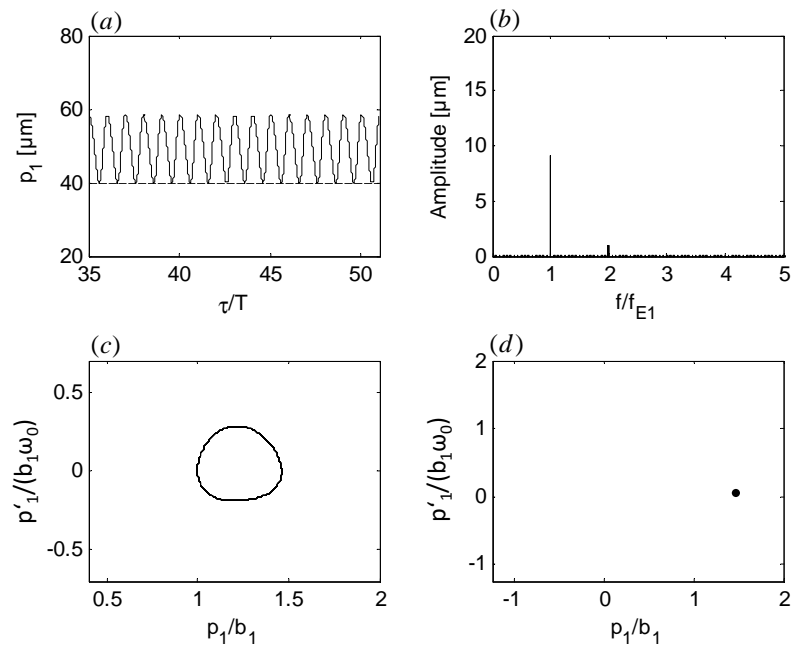 (a)
80
60
40
20
p1 [µm]
35 40 45 50
τ/T
(b)
20
15
10
5
0
Amplitude [µm]
0 1 2 3 4 5
f/fE1
(c)
0.5
0
-0.5
p'1/(b1ω0)
0.5 1 1.5 2
p1/b1
(d)
2
1
0
-1
p'1/(b1ω0)
-1 0 1 2
p1/b1